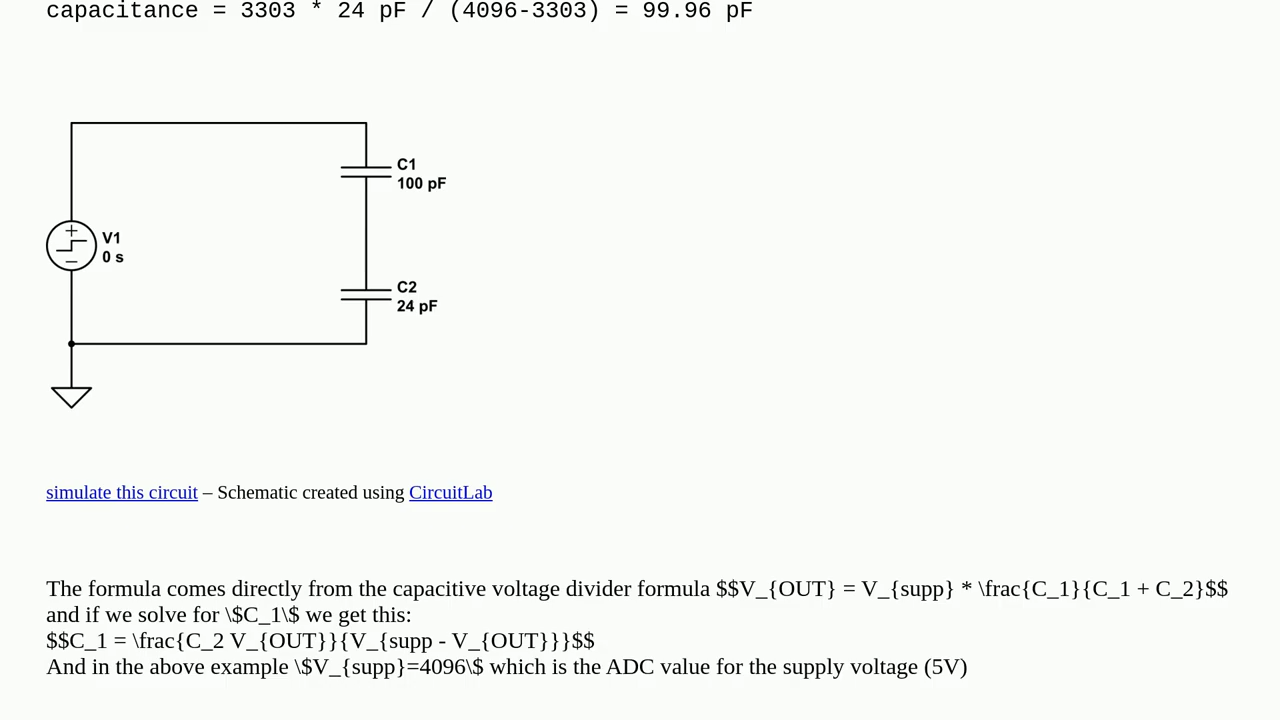 capacitance = 3303 * 24 pF / (4096-3303) = 99.96 pF
C1
100 pF
V1
0 s
C2
24 pF
simulate this circuit – Schematic created using CircuitLab
The formula comes directly from the capacitive voltage divider formula $$V_{OUT} = V_{supp} * \frac{C_1}{C_1 + C_2}$$
and if we solve for \$C_1\$ we get this:
$$C_1 = \frac{C_2 V_{OUT}}{V_{supp - V_{OUT}}}$$
And in the above example \$V_{supp}=4096\$ which is the ADC value for the supply voltage (5V)